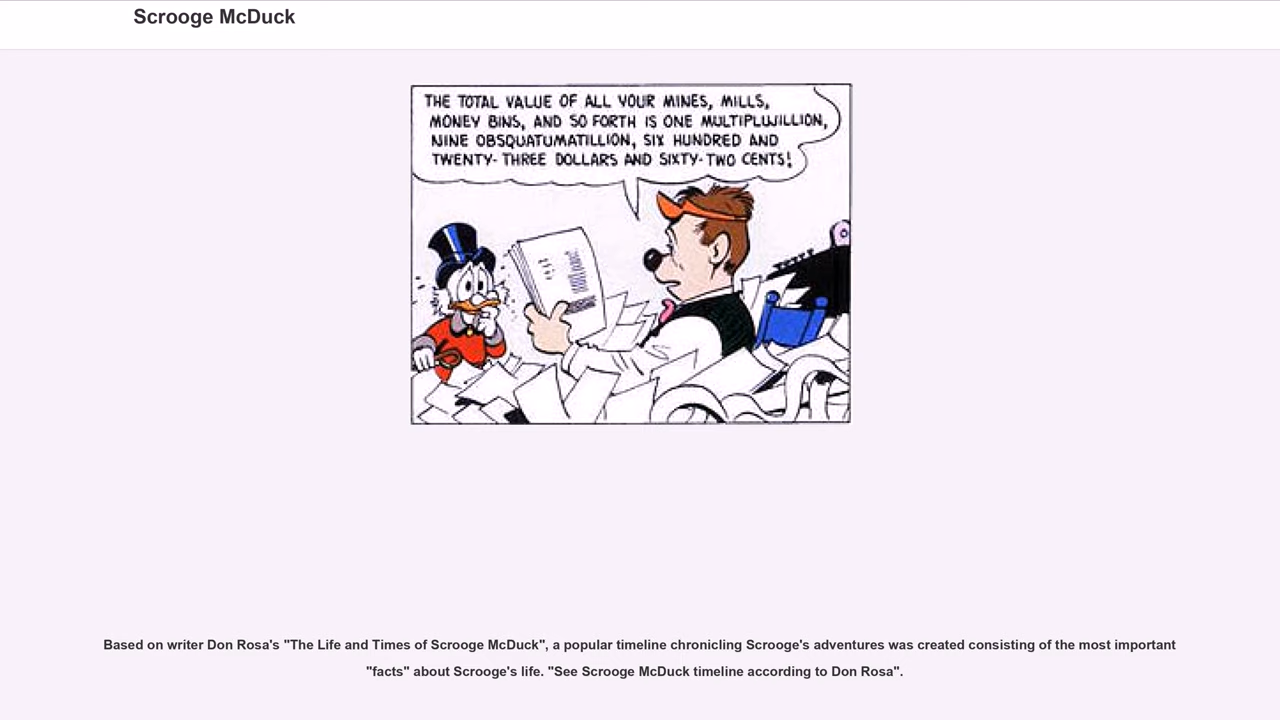 Scrooge McDuck
THE TOTAL VALUE OF ALL YOUR MINES, MILLS,
MONEY BINS, AND SO FORTH IS ONE MULTIPLUJILLION,
NINE OBSQUATUMATILLION, SIX HUNDRED AND
TWENTY-THREE DOLLARS AND SIXTY-TWO CENTS!
Based on writer Don Rosa's "The Life and Times of Scrooge McDuck", a popular timeline chronicling Scrooge's adventures was created consisting of the most important
"facts" about Scrooge's life. "See Scrooge McDuck timeline according to Don Rosa".